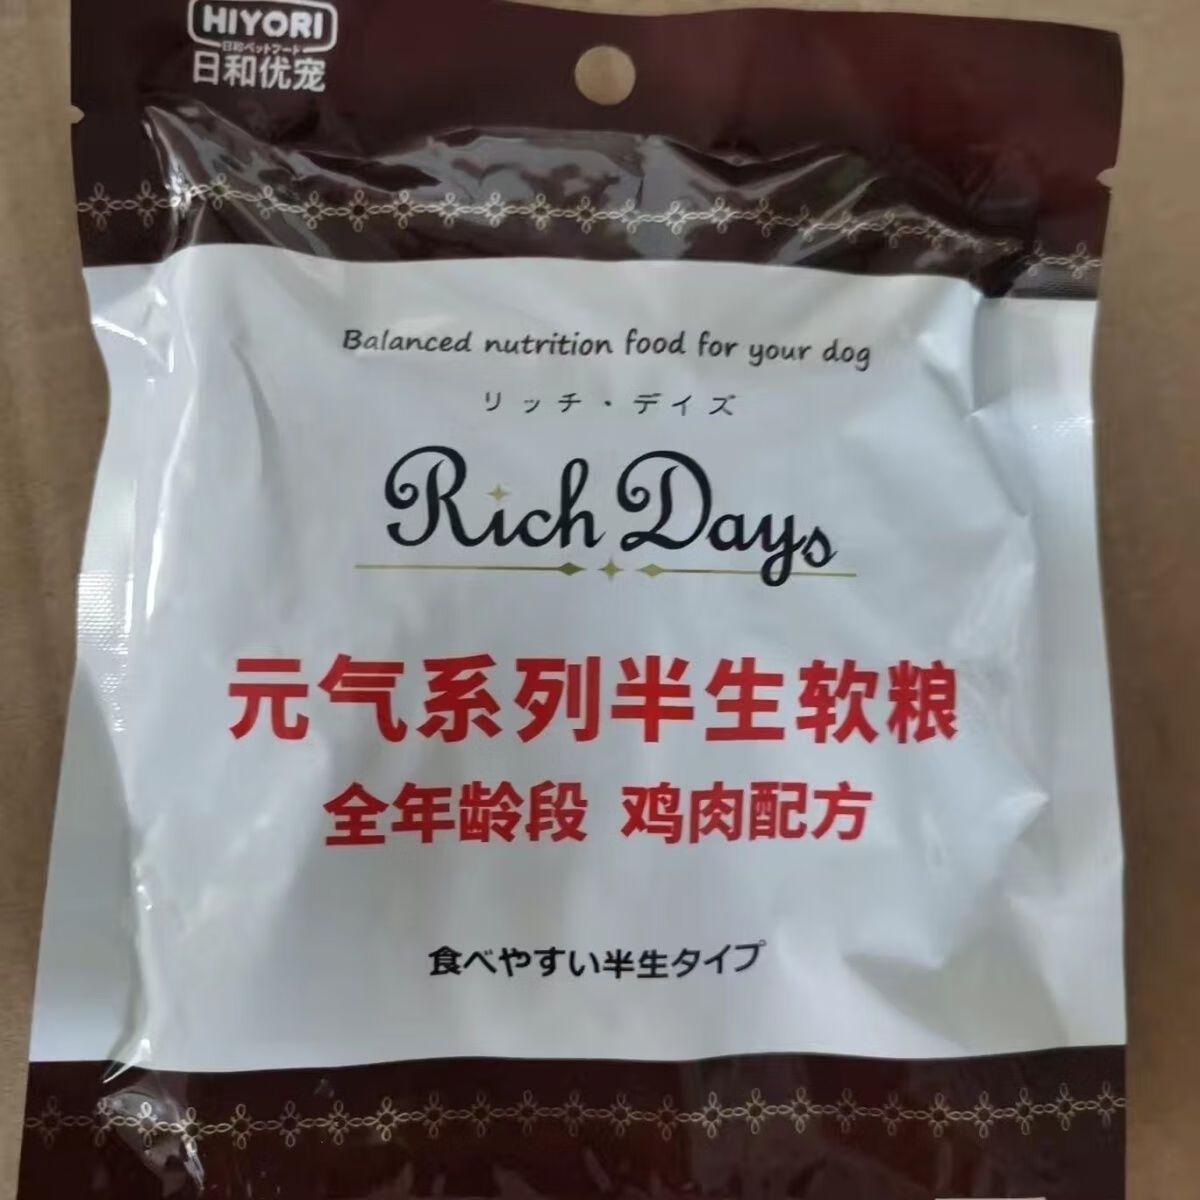 HIYORI
日和ペットフード
日和优宠
Balanced nutrition food for your dog
リッチ・デイズ
Rich Days
元气系列半生软粮
全年龄段 鸡肉配方
食べやすい半生タイプ